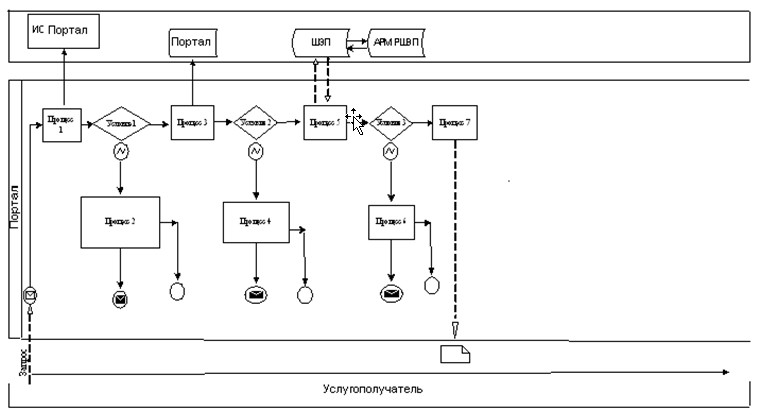 ИС Портал
Портал
ШЭП
АРМ РШЭП
Процесс
1
Условие 1
Процесс 3
Условие 2
Процесс 5
Условие 3
Процесс 7
Процесс 2
Процесс 4
Процесс 6
Портал
Запрос
Услугополучатель